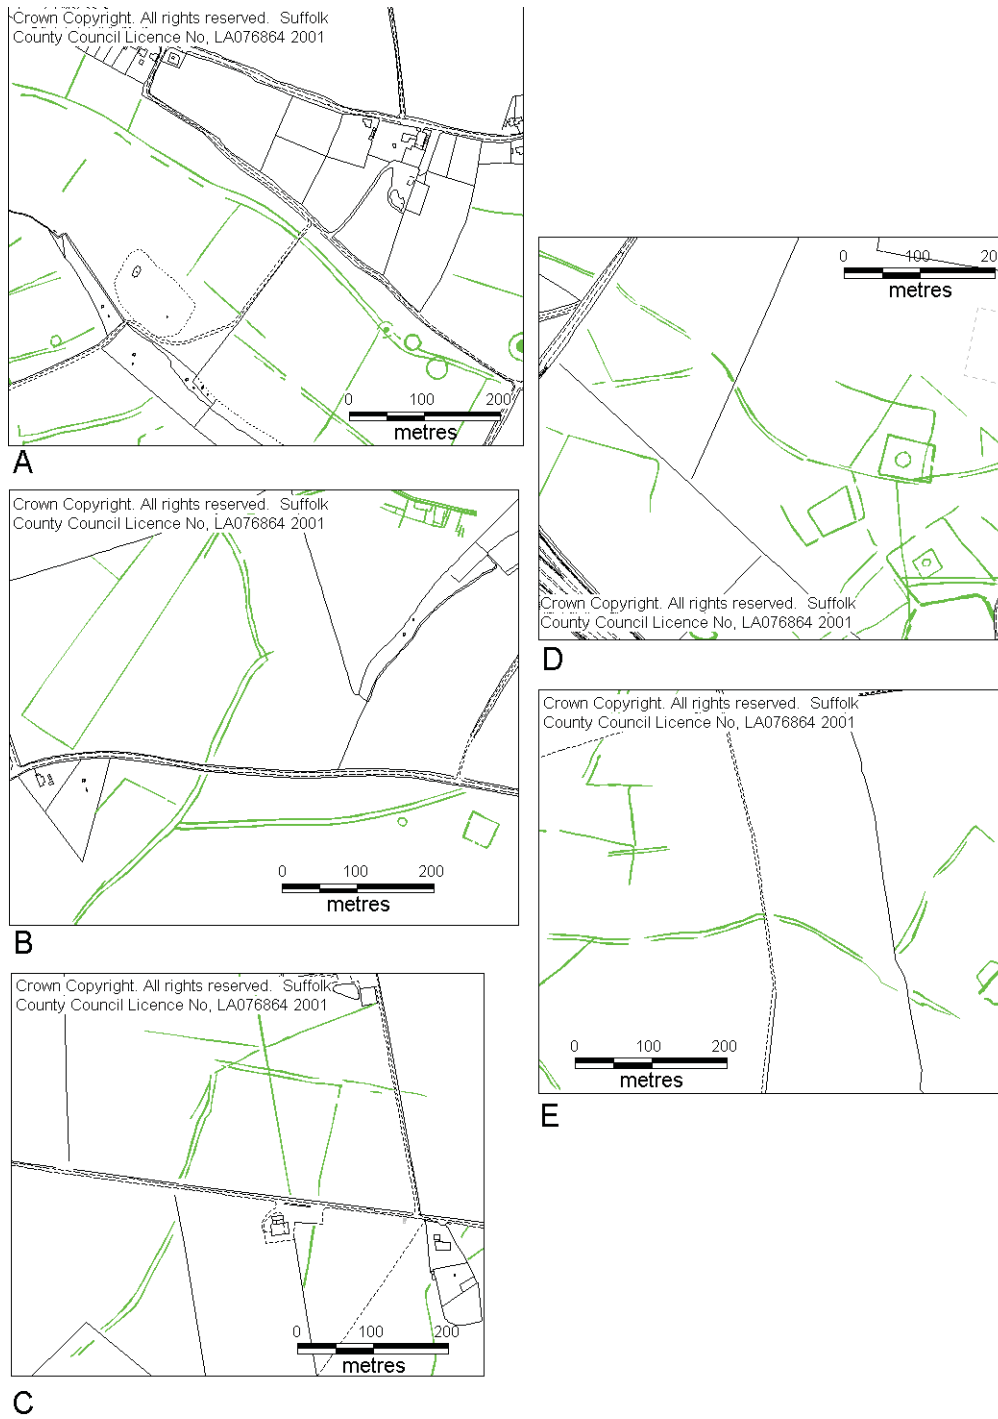 Crown Copyright. All rights reserved. Suffolk
County Council Licence No, LA076864 2001
0 100 200
metres
A
Crown Copyright. All rights reserved. Suffolk
County Council Licence No, LA076864 2001
0 100 200
metres
B
Crown Copyright. All rights reserved. Suffolk
County Council Licence No, LA076864 2001
0 100 200
metres
C
0 100 20
metres
Crown Copyright. All rights reserved. Suffolk
County Council Licence No, LA076864 2001
D
Crown Copyright. All rights reserved. Suffolk
County Council Licence No, LA076864 2001
0 100 200
metres
E